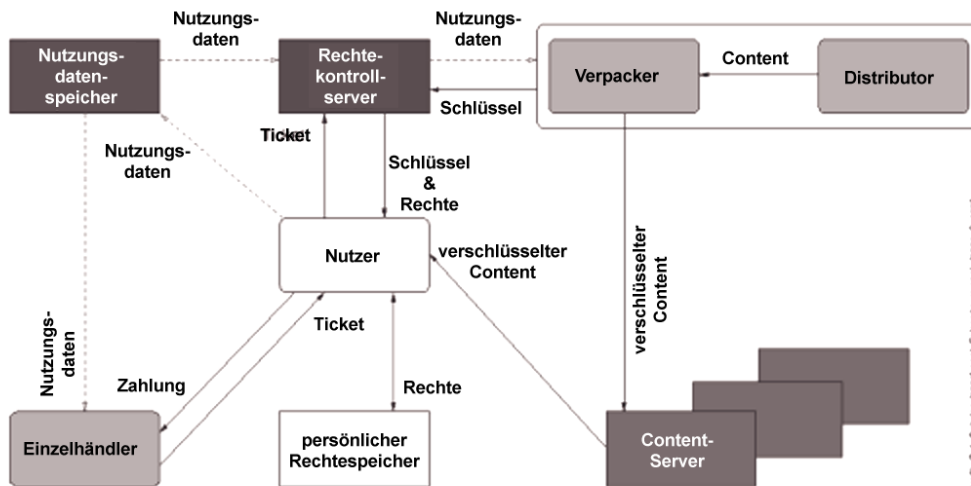 Nutzungs-
daten
Nutzungs-
daten
Nutzungs-
daten-
speicher
Rechte-
kontroll-
server
Verpacker
Content
Distributor
Schlüssel
Ticket
Nutzungs-
daten
Schlüssel
&
Rechte
Nutzer
verschlüsselter
Content
verschlüsselter
Content
Ticket
Nutzungs-
daten
Zahlung
Rechte
Einzelhändler
persönlicher
Rechtespeicher
Content-
Server